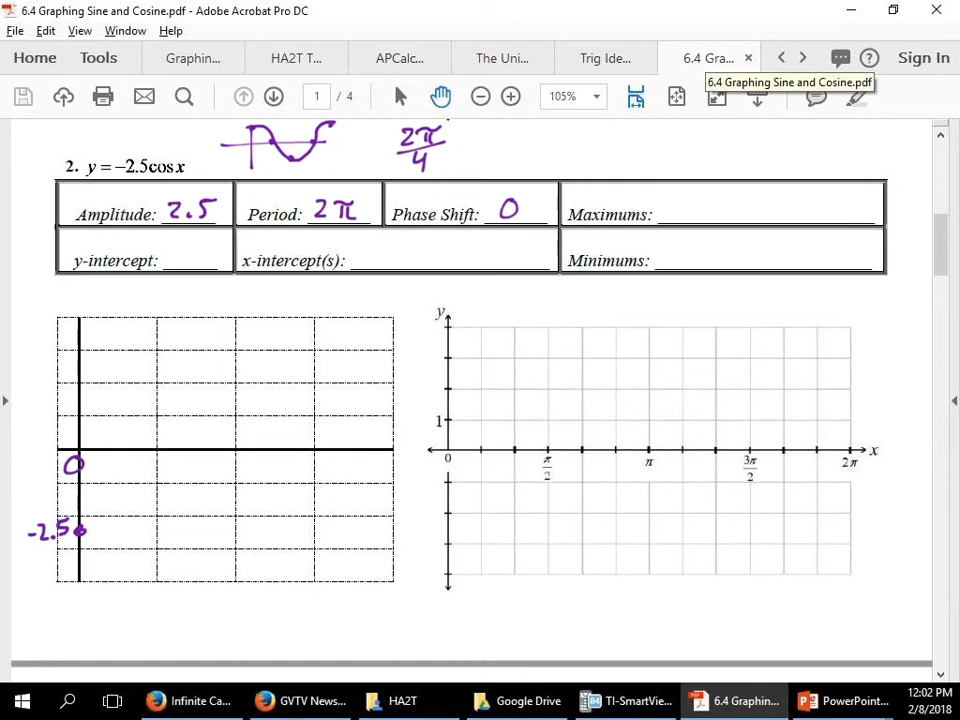 6.4 Graphing Sine and Cosine.pdf - Adobe Acrobat Pro DC
File Edit View Window Help
Home Tools Graphin... HA2T T... APCalc... The Uni... Trig Ide... 6.4 Gra... × Sign In
6.4 Graphing Sine and Cosine.pdf
1 / 4 105%
2π
4
2. y = −2.5cos x
Amplitude: 2.5 Period: 2π Phase Shift: 0 Maximums:
y-intercept: x-intercept(s): Minimums:
y
1
0 π/2 π 3π/2 2π x
0
-2.5
Infinite Ca... GVTV News... HA2T Google Drive TI-SmartVie... 6.4 Graphin... PowerPoint...
12:02 PM
2/8/2018